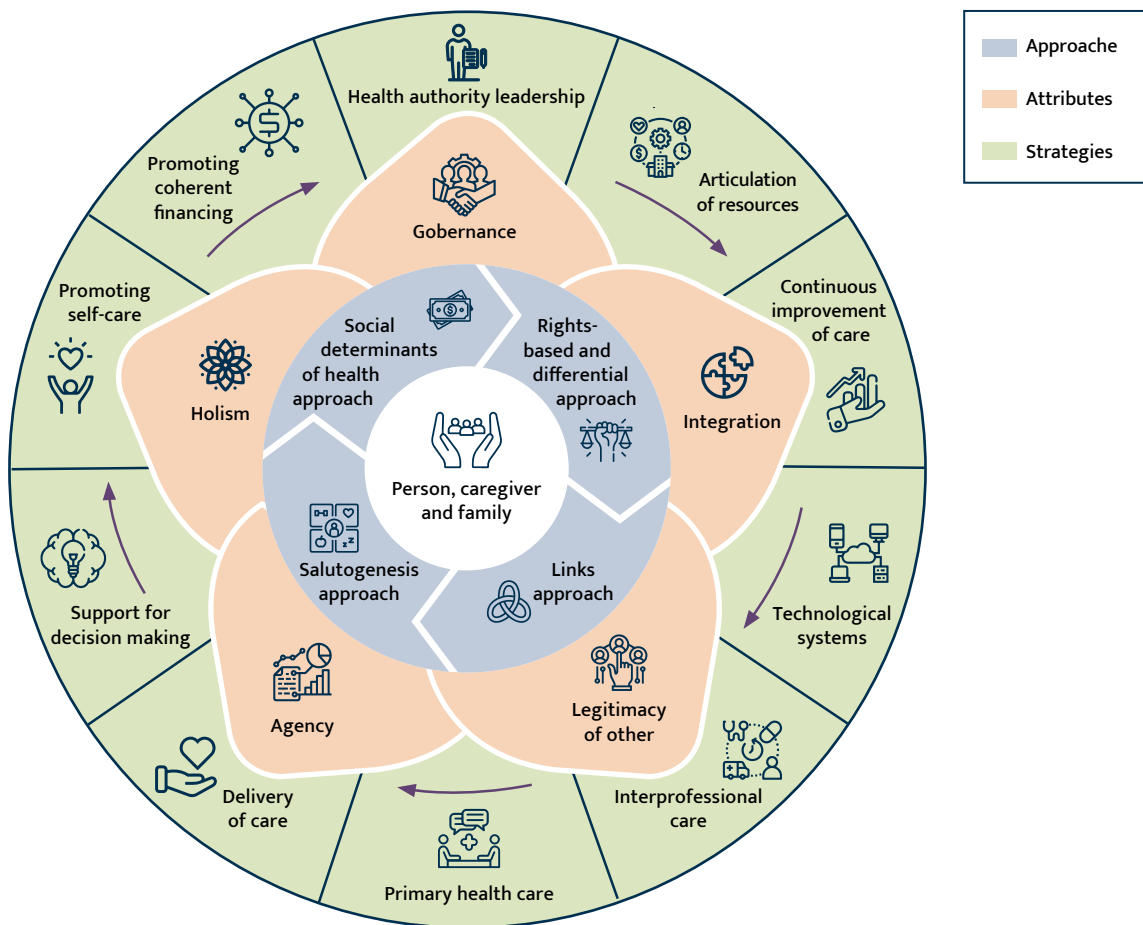 Approache
Attributes
Strategies
Health authority leadership
Articulation
of resources
Continuous
improvement
of care
Technological
systems
Interprofessional
care
Primary health care
Delivery
of care
Support for
decision making
Promoting
self-care
Promoting
coherent
financing
Gobernance
Integration
Legitimacy
of other
Agency
Holism
Social
determinants
of health
approach
Rights-
based and
differential
approach
Links
approach
Salutogenesis
approach
Person, caregiver
and family